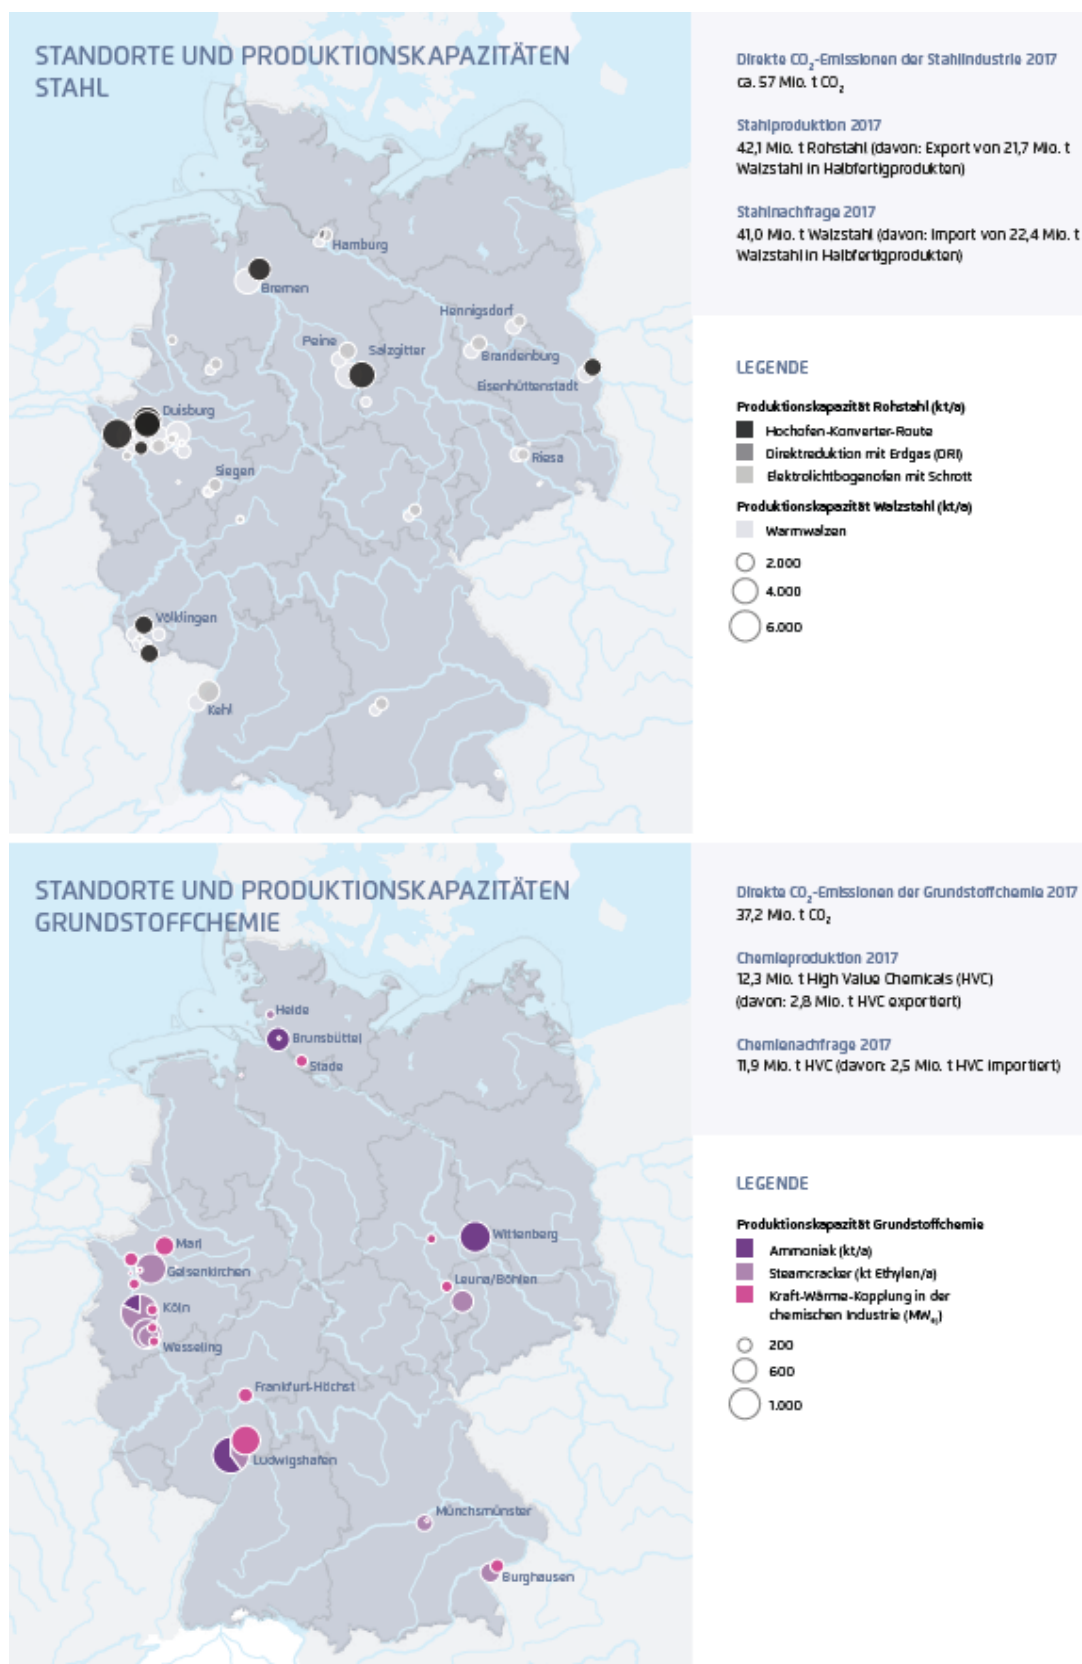 STANDORTE UND PRODUKTIONSKAPAZITÄTEN
STAHL
Hamburg
Bremen
Hennigsdorf
Peine
Salzgitter
Brandenburg
Eisenhüttenstadt
Duisburg
Siegen
Riesa
Völklingen
Kehl
Direkte CO₂-Emissionen der Stahlindustrie 2017
ca. 57 Mio. t CO₂
Stahlproduktion 2017
42,1 Mio. t Rohstahl (davon: Export von 21,7 Mio. t
Walzstahl in Halbfertigprodukten)
Stahlnachfrage 2017
41,0 Mio. t Walzstahl (davon: Import von 22,4 Mio. t
Walzstahl in Halbfertigprodukten)
LEGENDE
Produktionskapazität Rohstahl (kt/a)
Hochofen-Konverter-Route
Direktreduktion mit Erdgas (DRI)
Elektrolichtbogenofen mit Schrott
Produktionskapazität Walzstahl (kt/a)
Warmwalzen
2.000
4.000
6.000
STANDORTE UND PRODUKTIONSKAPAZITÄTEN
GRUNDSTOFFCHEMIE
Heide
Brunsbüttel
Stade
Wittenberg
Marl
Gelsenkirchen
Leuna/Böhlen
Köln
Wesseling
Frankfurt-Höchst
Ludwigshafen
Münchsmünster
Burghausen
Direkte CO₂-Emissionen der Grundstoffchemie 2017
37,2 Mio. t CO₂
Chemieproduktion 2017
12,3 Mio. t High Value Chemicals (HVC)
(davon: 2,8 Mio. t HVC exportiert)
Chemienachfrage 2017
11,9 Mio. t HVC (davon: 2,5 Mio. t HVC importiert)
LEGENDE
Produktionskapazität Grundstoffchemie
Ammoniak (kt/a)
Steamcracker (kt Ethylen/a)
Kraft-Wärme-Kopplung in der
chemischen Industrie (MWₑₗ)
200
600
1.000